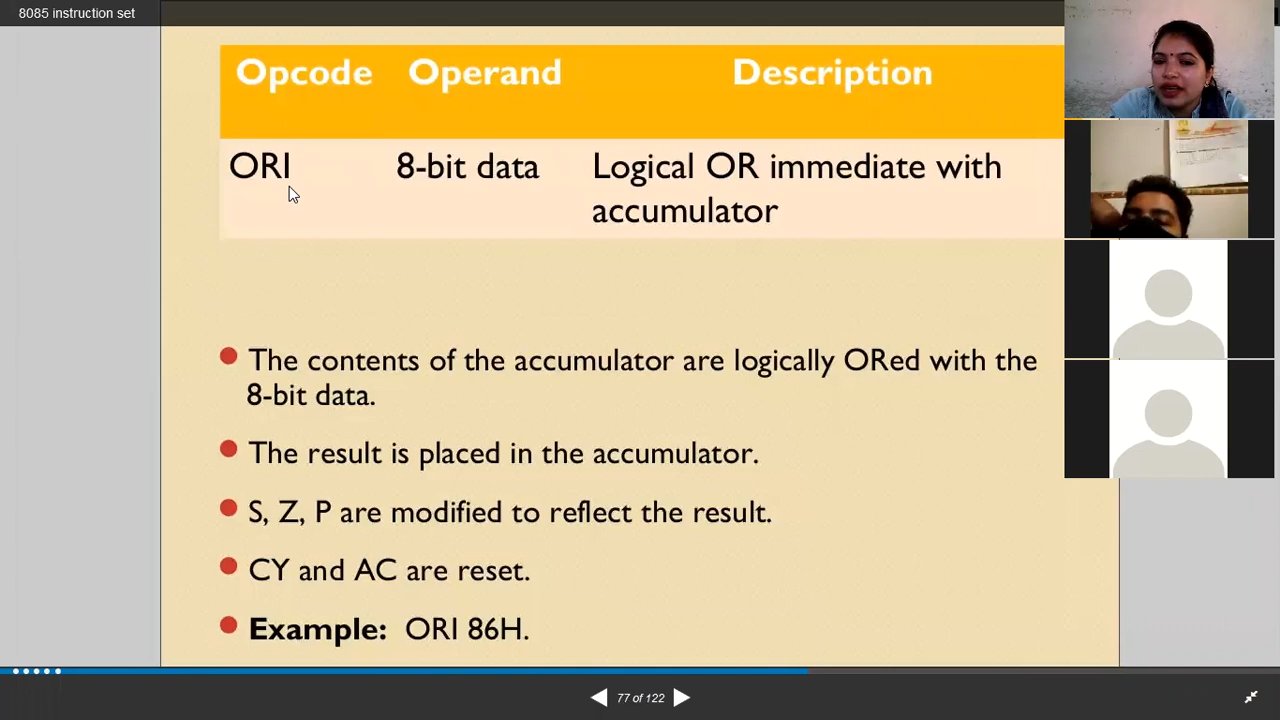 8085 instruction set
Opcode Operand Description
ORI 8-bit data Logical OR immediate with
accumulator
The contents of the accumulator are logically ORed with the
8-bit data.
The result is placed in the accumulator.
S, Z, P are modified to reflect the result.
CY and AC are reset.
Example: ORI 86H.
77 of 122